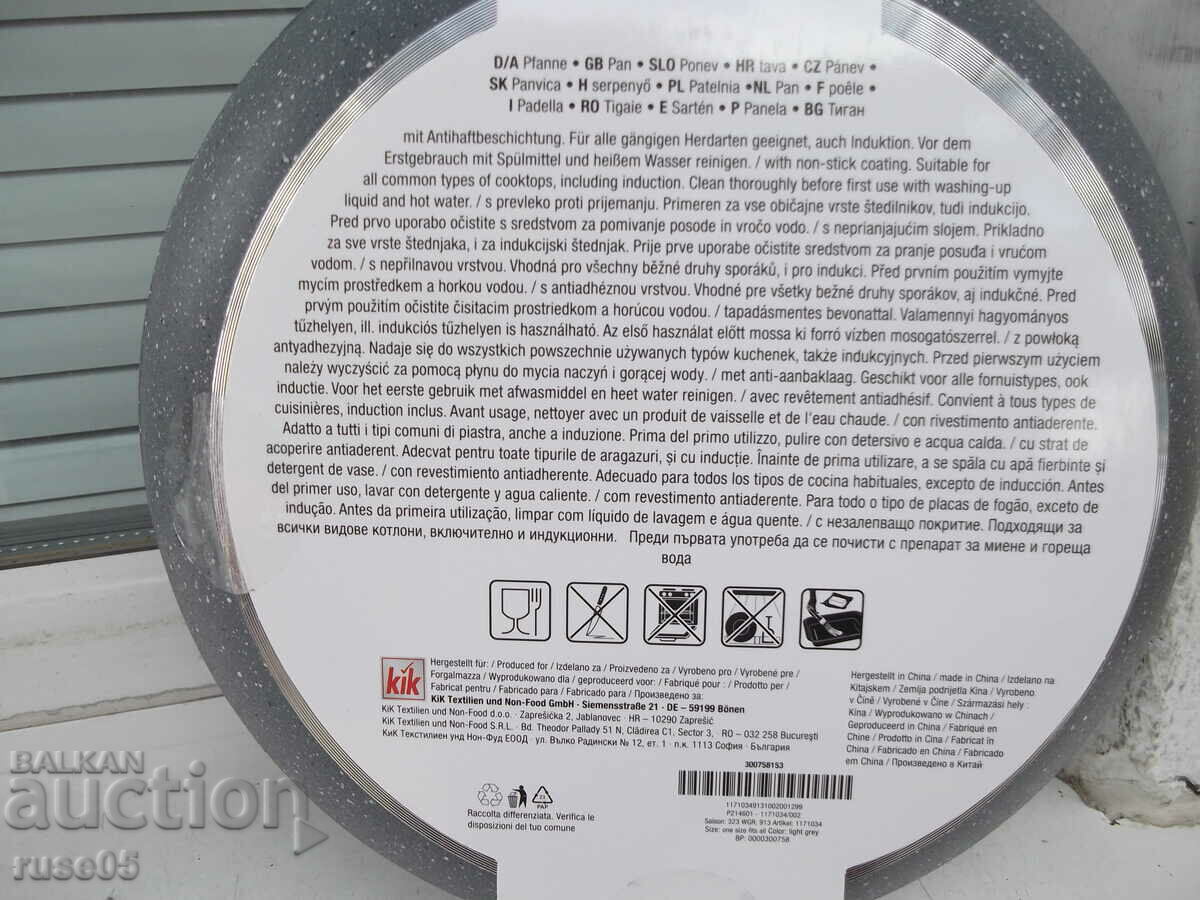 D/A Pfanne • GB Pan • SLO Ponev • HR tava • CZ Pánev •
SK Panvica • H serpenyő • PL Patelnia •NL Pan • F poêle •
I Padella • RO Tigaie • E Sartén • P Panela • BG Тиган
mit Antihaftbeschichtung. Für alle gängigen Herdarten geeignet, auch Induktion. Vor dem
Erstgebrauch mit Spülmittel und heißem Wasser reinigen. / with non-stick coating. Suitable for
all common types of cooktops, including induction. Clean thoroughly before first use with washing-up
liquid and hot water. / s prevleko proti prijemanju. Primeren za vse običajne vrste štedilnikov, tudi indukcijo.
Pred prvo uporabo očistite s sredstvom za pomivanje posode in vročo vodo. / s neprianjajućim slojem. Prikladno
za sve vrste štednjaka, i za indukcijski štednjak. Prije prve uporabe očistite sredstvom za pranje posuđa i vrućom
vodom. / s nepřilnavou vrstvou. Vhodná pro všechny běžné druhy sporáků, i pro indukci. Před prvním použitím vymyjte
mycím prostředkem a horkou vodou. / s antiadhéznou vrstvou. Vhodné pre všetky bežné druhy sporákov, aj indukčné. Pred
prvým použitím očistite čisitacim prostriedkom a horúcou vodou. / tapadásmentes bevonattal. Valamennyi hagyományos
tűzhelyen, ill. indukciós tűzhelyen is használható. Az első használat előtt mossa ki forró vízben mosogatószerrel. / z powłoką
antyadhezyjną. Nadaje się do wszystkich powszechnie używanych typów kuchenek, także indukcyjnych. Przed pierwszym użyciem
należy wyczyścić za pomocą płynu do mycia naczyń i gorącej wody. / met anti-aanbaklaag. Geschikt voor alle fornuistypes, ook
inductie. Voor het eerste gebruik met afwasmiddel en heet water reinigen. / avec revêtement antiadhésif. Convient à tous types de
cuisinières, induction inclus. Avant usage, nettoyer avec un produit de vaisselle et de l'eau chaude. / con rivestimento antiaderente.
Adatto a tutti i tipi comuni di piastra, anche a induzione. Prima del primo utilizzo, pulire con detersivo e acqua calda. / cu strat de
acoperire antiaderent. Adecvat pentru toate tipurile de aragazuri, și cu inducție. Înainte de prima utilizare, a se spăla cu apă fierbinte și
detergent de vase. / con revestimiento antiadherente. Adecuado para todos los tipos de cocina habituales, excepto de inducción. Antes
del primer uso, lavar con detergente y agua caliente. / com revestimento antiaderente. Para todo o tipo de placas de fogão, exceto de
indução. Antes da primeira utilização, limpar com líquido de lavagem e água quente. / с незалепващо покритие. Подходящи за
всички видове котлони, включително и индукционни. Преди първата употреба да се почисти с препарат за миене и гореща
вода
kik
Hergestellt für: / Produced for / Izdelano za / Proizvedeno za / Vyrobeno pro / Vyrobené pre /
Forgalmazza / Wyprodukowano dla / geproduceerd voor: / Fabriqué pour : / Prodotto per /
Fabricat pentru / Fabricado para / Fabricado para / Произведено за:
KiK Textilien und Non-Food GmbH · Siemensstraße 21 - DE – 59199 Bönen
KiK Textilien und Non-Food d.o.o. · Zaprešićka 2, Jablanovec · HR – 10290 Zaprešić
KiK Textilien und Non-Food S.R.L. · Bd. Theodor Pallady 51 N, Clădirea C1, Sector 3, · RO – 032 258 București
КиК Текстилиен унд Нон-Фуд ЕООД · ул. Вълко Радински № 12, ет. 1 · п.к. 1113 София · България
Hergestellt in China / made in China / Izdelano na
Kitajskem / Zemlja podrijetla Kina / Vyrobeno
v Číně / Vyrobené v Číne / Származási hely :
Kína / Wyprodukowano w Chinach /
Geproduceerd in China / Fabriqué en
Chine / Prodotto in Cina / Fabricat în
China / Fabricado en China / Fabricado
em China / Произведено в Китай
300758153
11710349131002001299
P214601 - 1171034/002
Saison: 323 WGR: 913 Artikel: 1171034
Size: one size fits all Color: light grey
BP: 0000300758
23
PAP
Raccolta differenziata. Verifica le
disposizioni del tuo comune
BALKAN
auction
ruse05